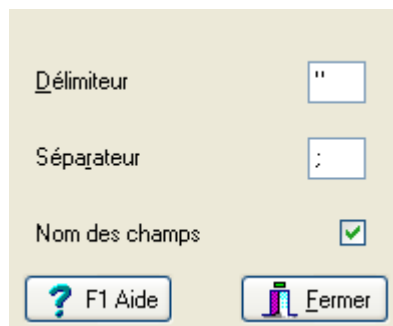 Délimiteur "
Séparateur ;
Nom des champs
F1 Aide Fermer